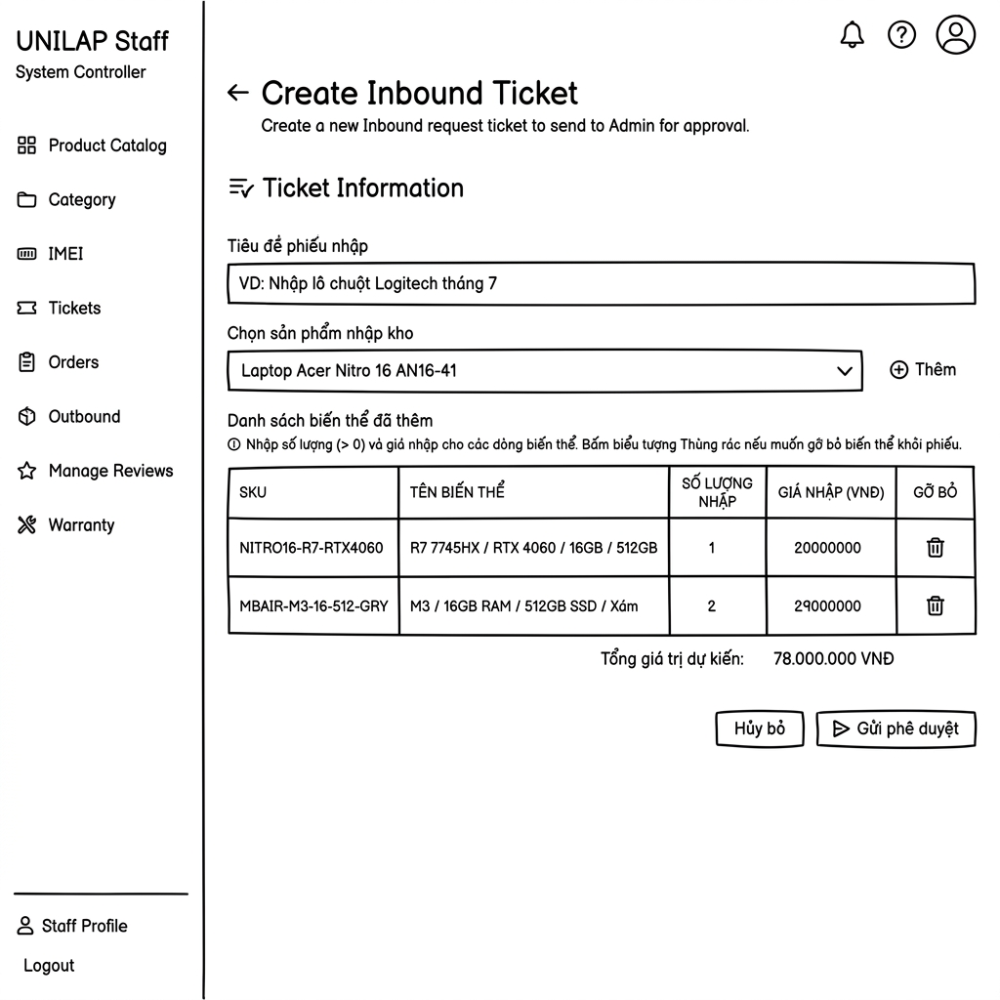 UNILAP Staff
System Controller
Product Catalog
Category
IMEI
Tickets
Orders
Outbound
Manage Reviews
Warranty
Staff Profile
Logout
Create Inbound Ticket
Create a new Inbound request ticket to send to Admin for approval.
Ticket Information
Tiêu đề phiếu nhập
VD: Nhập lô chuột Logitech tháng 7
Chọn sản phẩm nhập kho
Laptop Acer Nitro 16 AN16-41
Thêm
Danh sách biến thể đã thêm
Nhập số lượng (> 0) và giá nhập cho các dòng biến thể. Bấm biểu tượng Thùng rác nếu muốn gỡ bỏ biến thể khỏi phiếu.
SKU TÊN BIẾN THỂ SỐ LƯỢNG NHẬP GIÁ NHẬP (VNĐ) GỠ BỎ
NITRO16-R7-RTX4060 R7 7745HX / RTX 4060 / 16GB / 512GB 1 20000000
MBAIR-M3-16-512-GRY M3 / 16GB RAM / 512GB SSD / Xám 2 29000000
Tổng giá trị dự kiến: 78.000.000 VNĐ
Hủy bỏ
Gửi phê duyệt